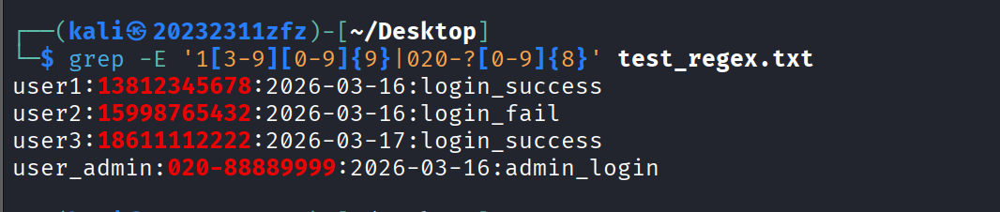 ┌──(kali㉿20232311zfz)-[~/Desktop]
└─$ grep -E '1[3-9][0-9]{9}|020-?[0-9]{8}' test_regex.txt
user1:13812345678:2026-03-16:login_success
user2:15998765432:2026-03-16:login_fail
user3:18611112222:2026-03-17:login_success
user_admin:020-88889999:2026-03-16:admin_login